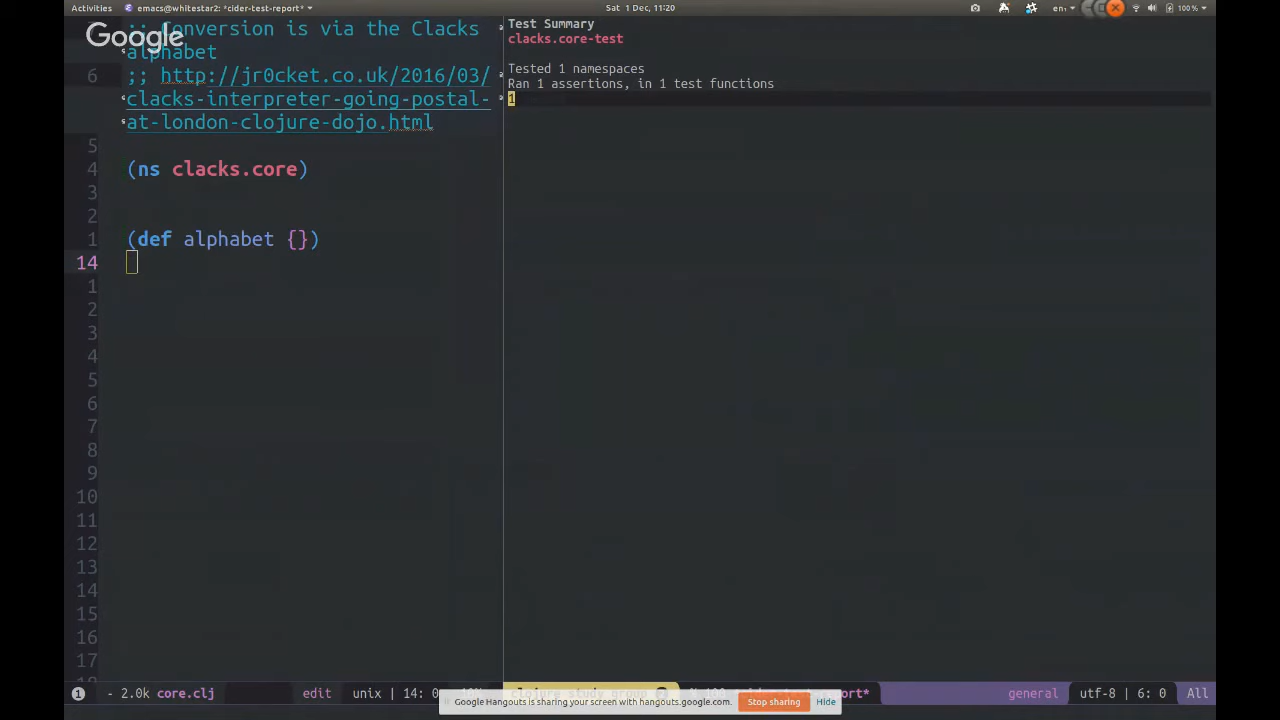 Activities
emacs@whitestar2: *cider-test-report*
Sat 1 Dec, 11:20
en₁
100%
Google
;; Conversion is via the Clacks
alphabet
6 ;; http://jr0cket.co.uk/2016/03/
clacks-interpreter-going-postal-
at-london-clojure-dojo.html
5
4 (ns clacks.core)
3
2
1 (def alphabet {})
14
1
2
3
4
5
6
7
8
9
10
11
12
13
14
15
16
17
Test Summary
clacks.core-test
Tested 1 namespaces
Ran 1 assertions, in 1 test functions
1
1 - 2.0k core.clj edit unix | 14: 0
general utf-8 | 6: 0 All
Google Hangouts is sharing your screen with hangouts.google.com.
Stop sharing
Hide